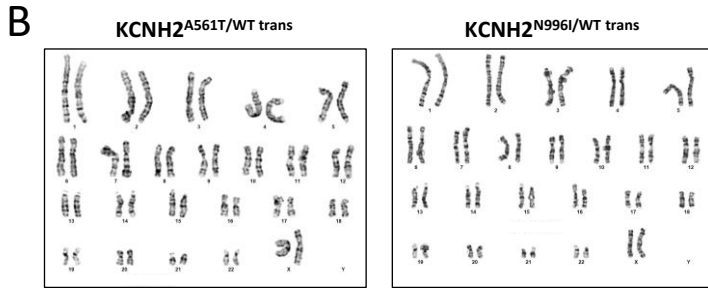 B
KCNH2A561T/WT trans
KCNH2N996I/WT trans
1 2 3 4 5
6 7 8 9 10 11 12
13 14 15 16 17 18
19 20 21 22 X Y
1 2 3 4 5
6 7 8 9 10 11 12
13 14 15 16 17 18
19 20 21 22 X Y